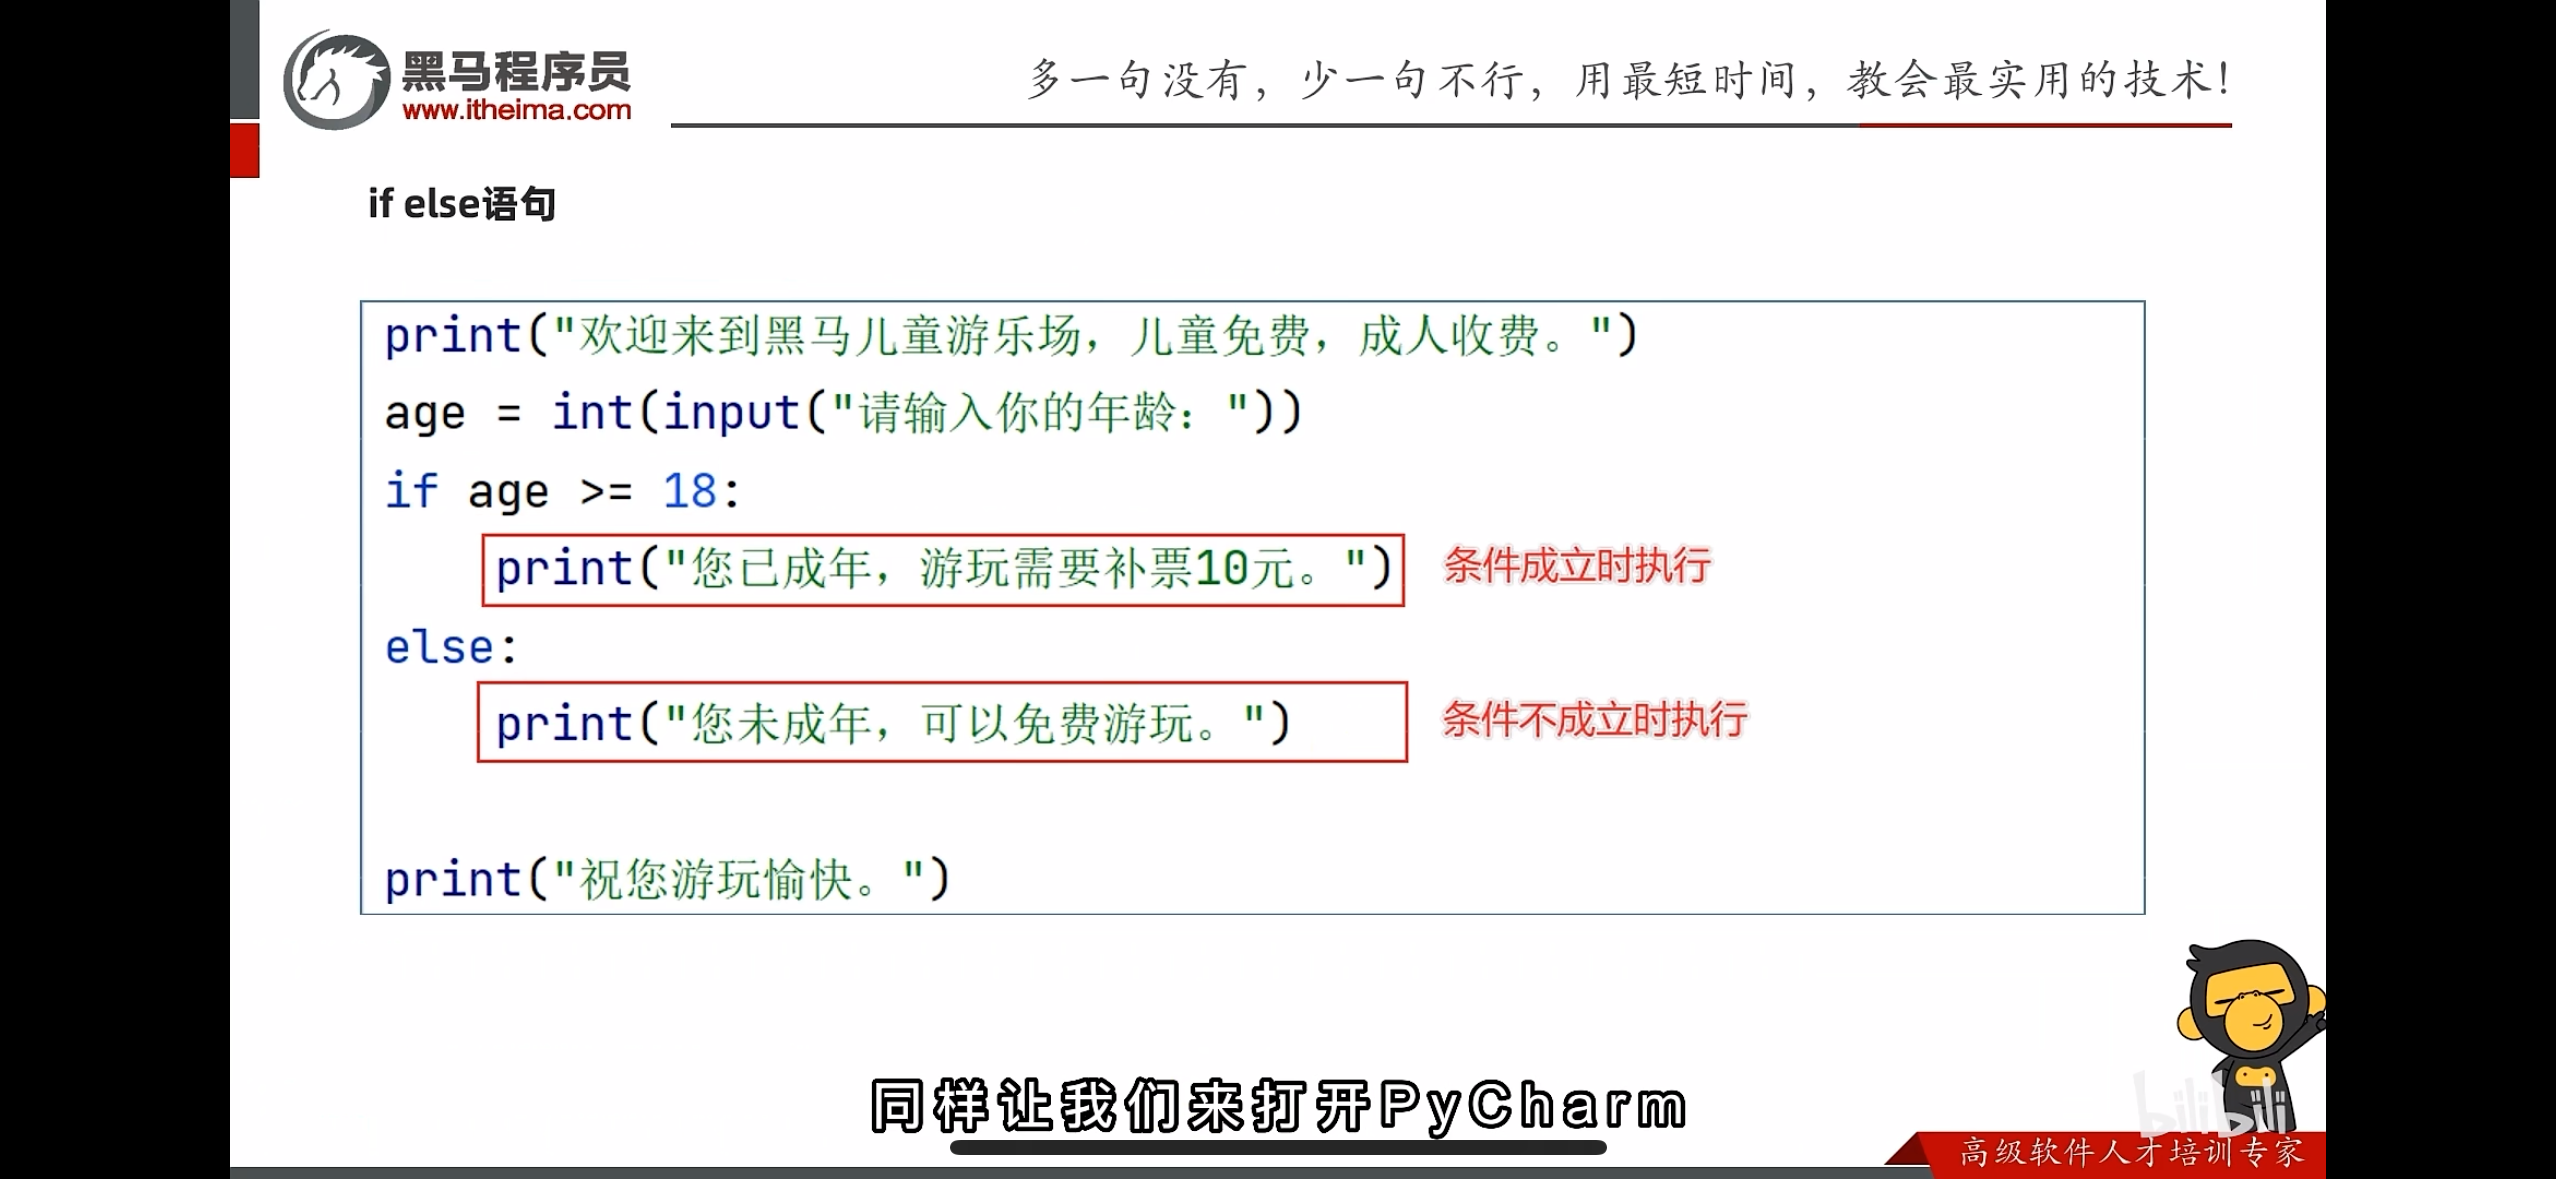 黑马程序员
www.itheima.com
多一句没有，少一句不行，用最短时间，教会最实用的技术！
if else语句
print("欢迎来到黑马儿童游乐场，儿童免费，成人收费。")
age = int(input("请输入你的年龄："))
if age >= 18:
print("您已成年，游玩需要补票10元。") 条件成立时执行
else:
print("您未成年，可以免费游玩。") 条件不成立时执行
print("祝您游玩愉快。")
同样让我们来打开PyCharm
bilibili
高级软件人才培训专家